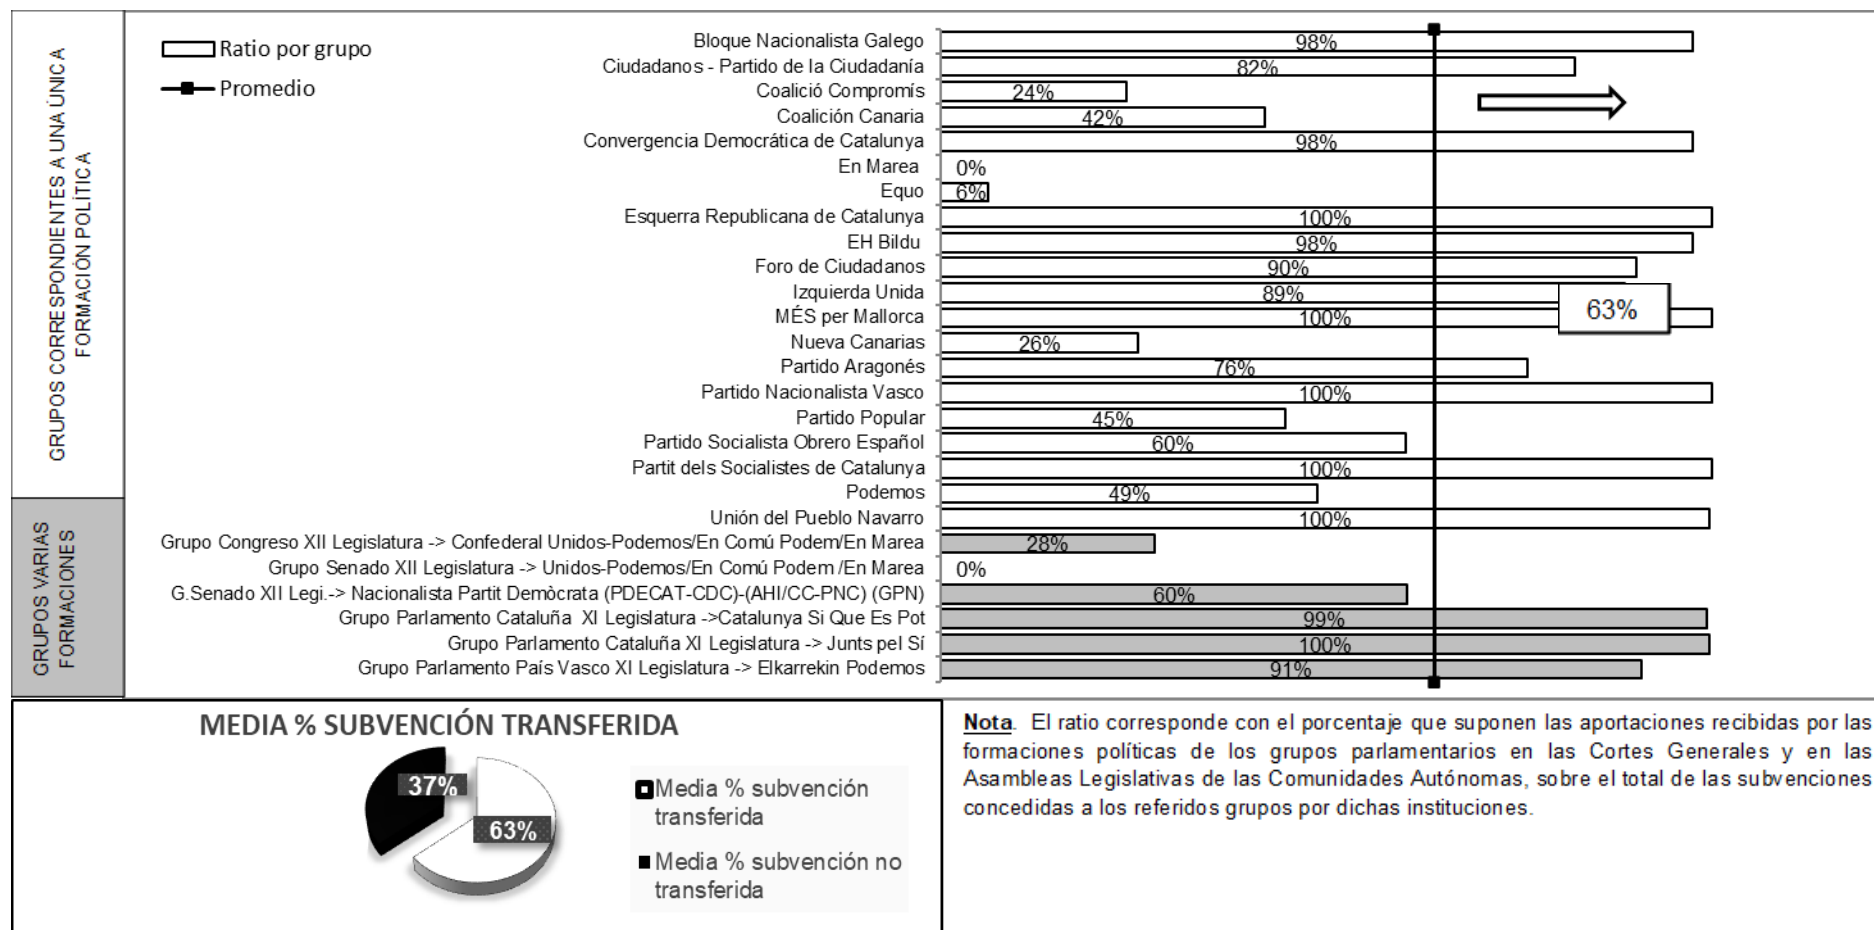 GRUPOS CORRESPONDIENTES A UNA ÚNICA
FORMACIÓN POLÍTICA
Ratio por grupo
Promedio
Bloque Nacionalista Galego 98%
Ciudadanos - Partido de la Ciudadanía 82%
Coalició Compromís 24%
Coalición Canaria 42%
Convergencia Democrática de Catalunya 98%
En Marea 0%
Equo 6%
Esquerra Republicana de Catalunya 100%
EH Bildu 98%
Foro de Ciudadanos 90%
Izquierda Unida 89%
63%
MÉS per Mallorca 100%
Nueva Canarias 26%
Partido Aragonés 76%
Partido Nacionalista Vasco 100%
Partido Popular 45%
Partido Socialista Obrero Español 60%
Partit dels Socialistes de Catalunya 100%
Podemos 49%
Unión del Pueblo Navarro 100%
GRUPOS VARIAS
FORMACIONES
Grupo Congreso XII Legislatura -> Confederal Unidos-Podemos/En Comú Podem/En Marea 28%
Grupo Senado XII Legislatura -> Unidos-Podemos/En Comú Podem /En Marea 0%
G.Senado XII Legi.-> Nacionalista Partit Demòcrata (PDECAT-CDC)-(AHI/CC-PNC) (GPN) 60%
Grupo Parlamento Cataluña XI Legislatura ->Catalunya Si Que Es Pot 99%
Grupo Parlamento Cataluña XI Legislatura -> Junts pel Sí 100%
Grupo Parlamento País Vasco XI Legislatura -> Elkarrekin Podemos 91%
MEDIA % SUBVENCIÓN TRANSFERIDA
37%
63%
Media % subvención
transferida
Media % subvención no
transferida
Nota. El ratio corresponde con el porcentaje que suponen las aportaciones recibidas por las
formaciones políticas de los grupos parlamentarios en las Cortes Generales y en las
Asambleas Legislativas de las Comunidades Autónomas, sobre el total de las subvenciones
concedidas a los referidos grupos por dichas instituciones.